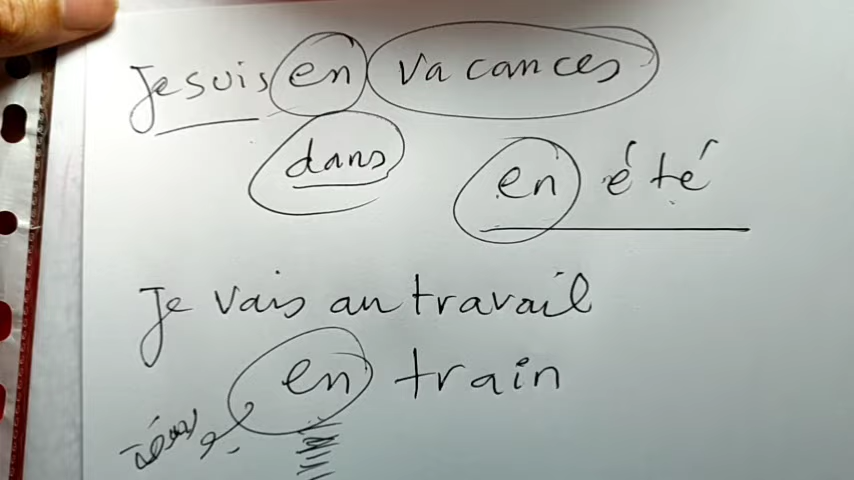 Je suis en vacances
dans
en été
Je vais au travail
en train